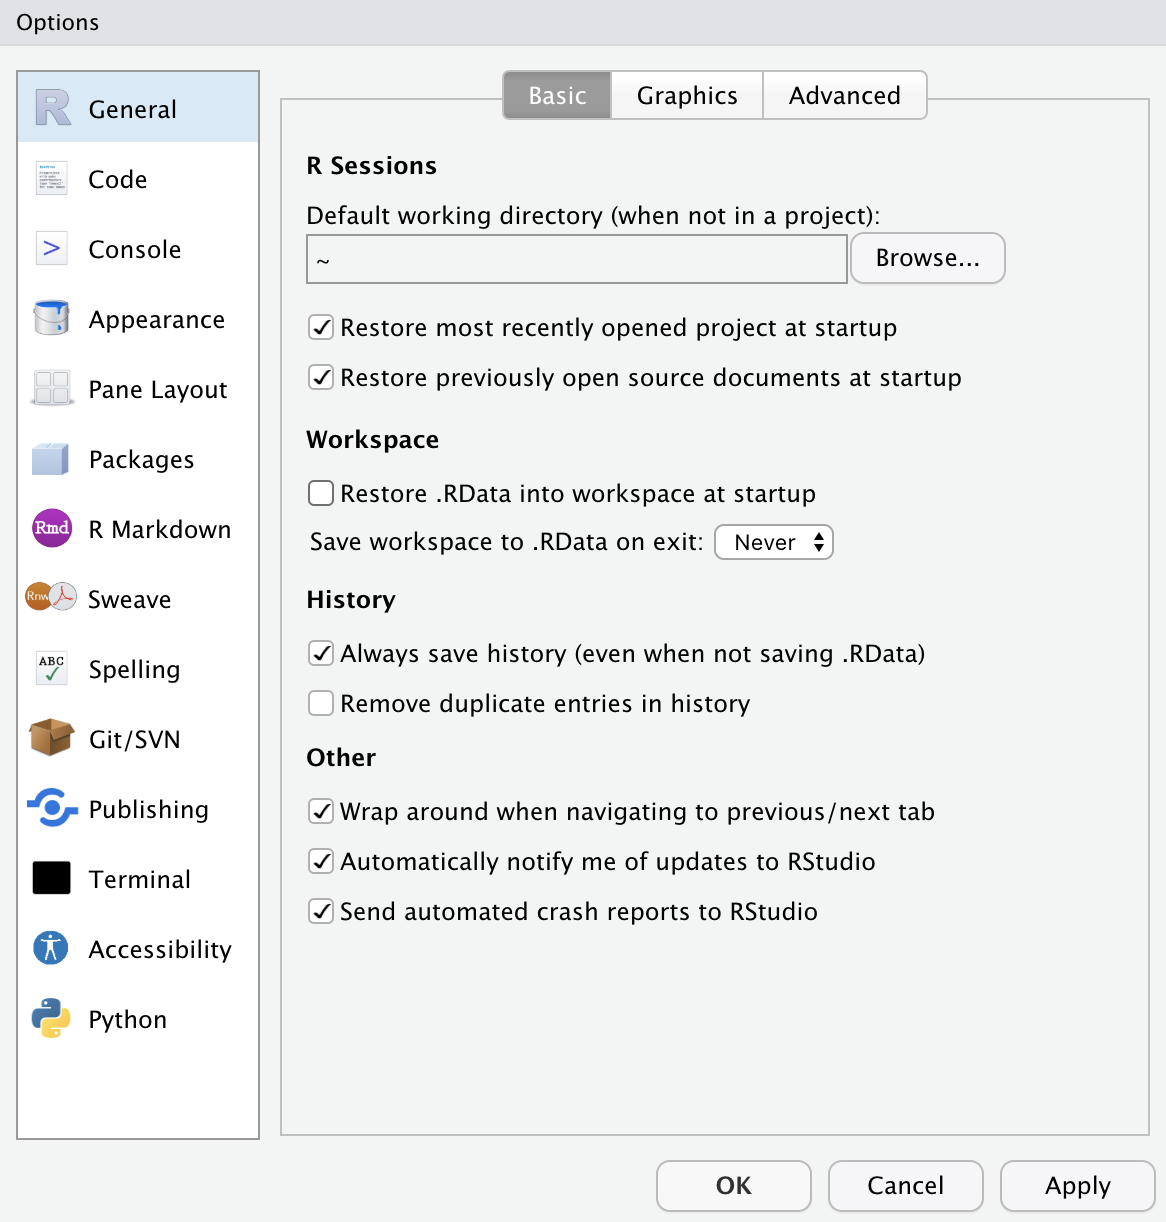 Options
General
Code
Console
Appearance
Pane Layout
Packages
Rmd
R Markdown
Rnw
Sweave
ABC
Spelling
Git/SVN
Publishing
Terminal
Accessibility
Python
Basic
Graphics
Advanced
R Sessions
Default working directory (when not in a project):
~
Browse...
Restore most recently opened project at startup
Restore previously open source documents at startup
Workspace
Restore .RData into workspace at startup
Save workspace to .RData on exit: Never
History
Always save history (even when not saving .RData)
Remove duplicate entries in history
Other
Wrap around when navigating to previous/next tab
Automatically notify me of updates to RStudio
Send automated crash reports to RStudio
OK
Cancel
Apply